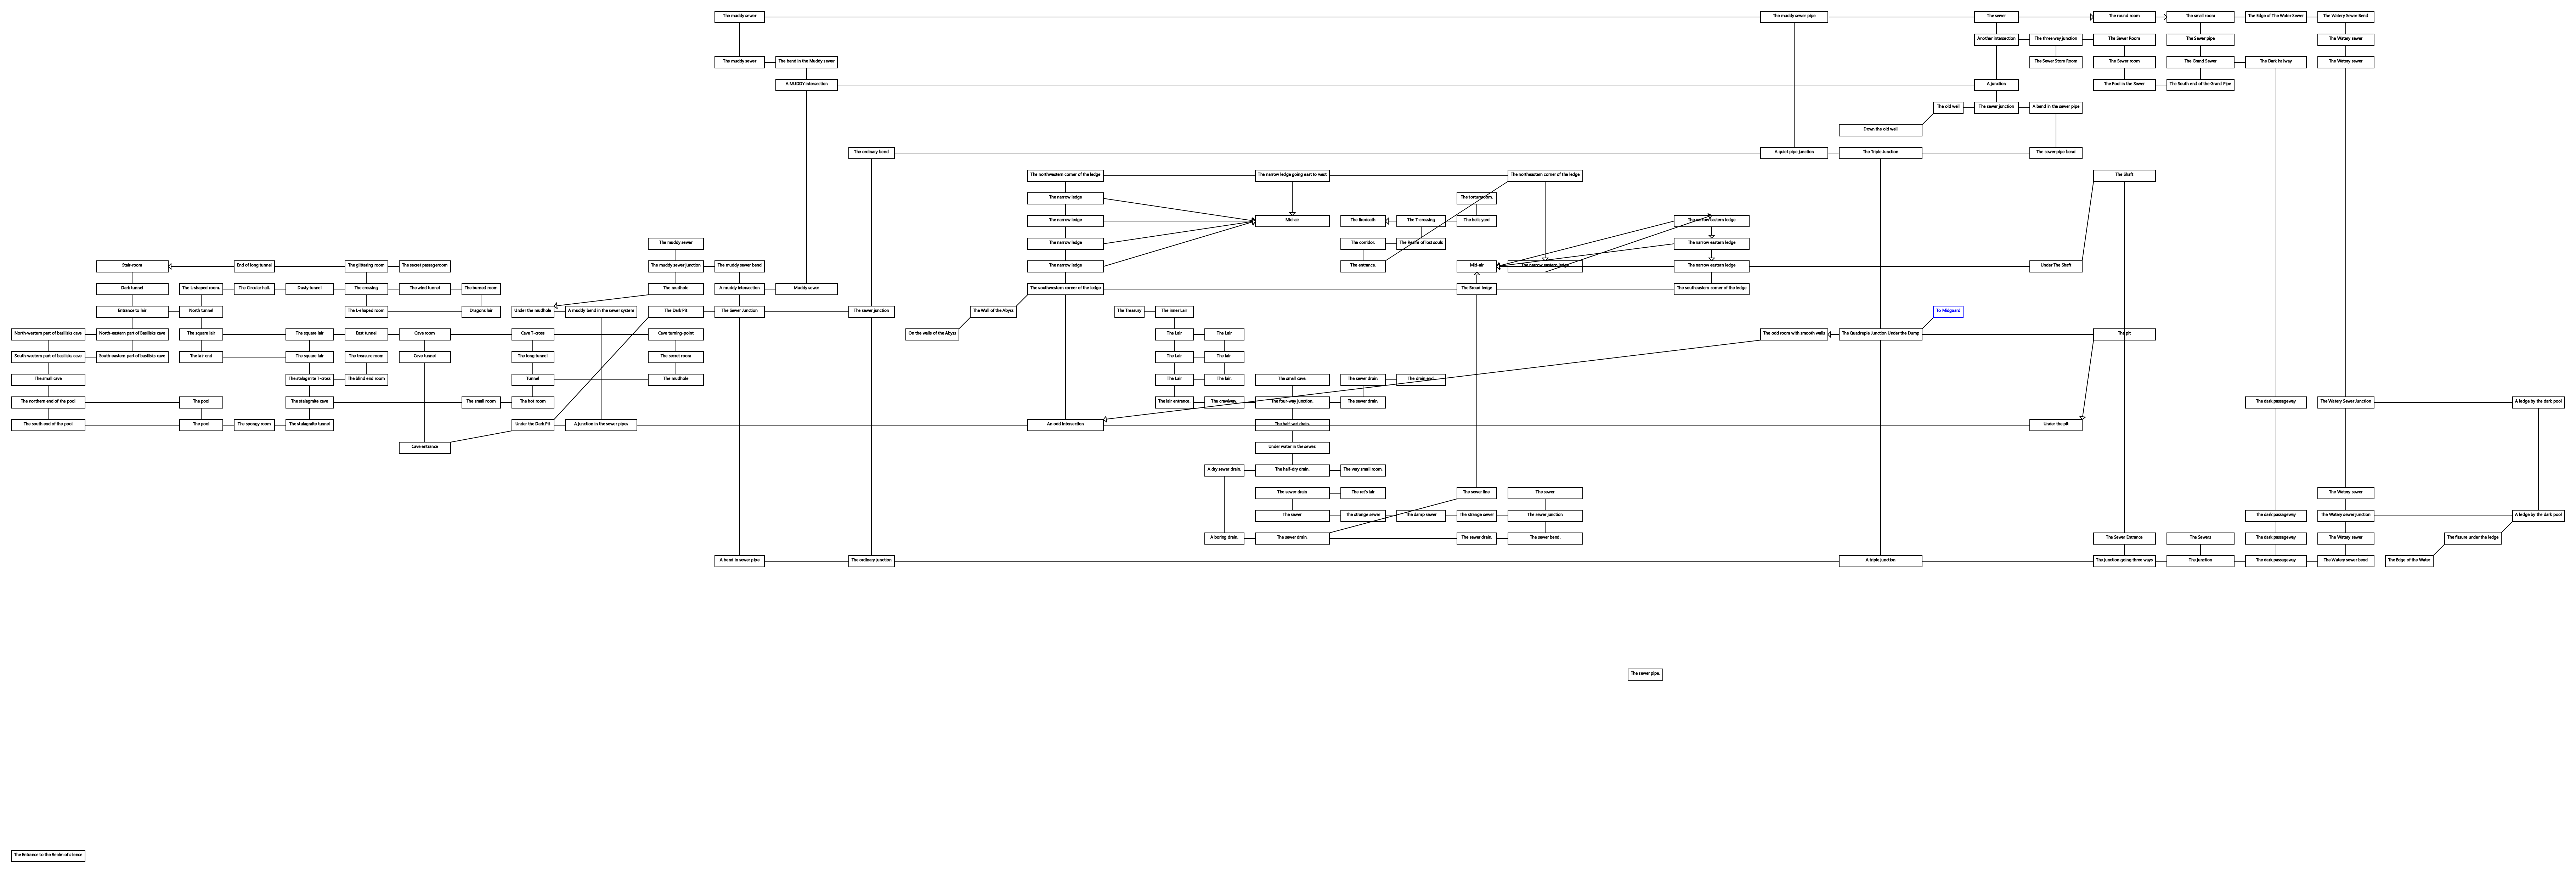 The muddy sewer
The muddy sewer pipe
The sewer
The round room
The small room
The Edge of The Water Sewer
The Watery Sewer Bend
Another intersection
The three way junction
The Sewer Room
The Sewer pipe
The Watery sewer
The muddy sewer
The bend in the Muddy sewer
The Sewer Store Room
The Sewer room
The Grand Sewer
The Dark hallway
The Watery sewer
A MUDDY intersection
A junction
The Pool in the Sewer
The South end of the Grand Pipe
The old well
The sewer junction
A bend in the sewer pipe
Down the old well
The ordinary bend
A quiet pipe junction
The Triple Junction
The sewer pipe bend
The northwestern corner of the ledge
The narrow ledge going east to west
The northeastern corner of the ledge
The Shaft
The narrow ledge
The tortureroom.
The narrow ledge
Mid-air
The firedeath
The T-crossing
The hells yard
The narrow eastern ledge
The muddy sewer
The narrow ledge
The corridor.
The Realm of lost souls
The narrow eastern ledge
Stair-room
End of long tunnel
The glittering room
The secret passageroom
The muddy sewer junction
The muddy sewer bend
The narrow ledge
The entrance.
Mid-air
The narrow eastern ledge
The narrow eastern ledge
Under The Shaft
Dark tunnel
The L-shaped room.
The Circular hall.
Dusty tunnel
The crossing
The wind tunnel
The burned room
The mudhole
A muddy intersection
Muddy sewer
The southwestern corner of the ledge
The Broad ledge
The southeastern corner of the ledge
Entrance to lair
North tunnel
The L-shaped room
Dragons lair
Under the mudhole
A muddy bend in the sewer system
The Dark Pit
The Sewer Junction
The sewer junction
The Wall of the Abyss
The Treasury
The Inner Lair
To Midgaard
North-western part of basilisks cave
North-eastern part of Basilisks cave
The square lair
The square lair
East tunnel
Cave room
Cave T-cross
Cave turning-point
On the walls of the Abyss
The Lair
The Lair
The odd room with smooth walls
The Quadruple Junction Under the Dump
The pit
South-western part of basilisks cave
South-eastern part of basilisks cave
The lair end
The square lair
The treasure room
Cave tunnel
The long tunnel
The secret room
The Lair
The lair.
The small cave
The stalagmite T-cross
The blind end room
Tunnel
The mudhole
The Lair
The lair.
The small cave.
The sewer drain.
The drain end.
The northern end of the pool
The pool
The stalagmite cave
The small room
The hot room
The lair entrance.
The crawlway.
The four-way junction.
The sewer drain.
The dark passageway
The Watery Sewer Junction
A ledge by the dark pool
The south end of the pool
The pool
The spongy room
The stalagmite tunnel
Under the Dark Pit
A junction in the sewer pipes
An odd intersection
The half-wet drain.
Under the pit
Cave entrance
Under water in the sewer.
A dry sewer drain.
The half-dry drain.
The very small room.
The sewer drain
The rat's lair
The sewer line.
The sewer
The Watery sewer
The sewer
The strange sewer
The damp sewer
The strange sewer
The sewer junction
The dark passageway
The Watery sewer junction
A ledge by the dark pool
A boring drain.
The sewer drain.
The sewer drain.
The sewer bend.
The Sewer Entrance
The Sewers
The dark passageway
The Watery sewer
The fissure under the ledge
A bend in sewer pipe
The ordinary junction
A triple junction
The junction going three ways
The junction
The dark passageway
The Watery sewer bend
The Edge of the Water
The sewer pipe.
The Entrance to the Realm of silence